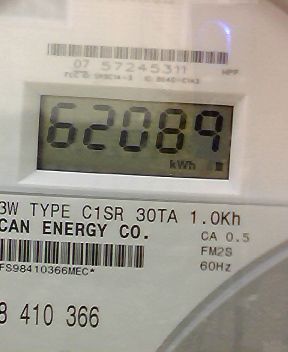 07 57245311
62089
kWh
3W TYPE C1SR 30TA 1.0Kh
CAN ENERGY CO.
CA 0.5
FM2S
60Hz
FS98410366MEC*
8 410 366